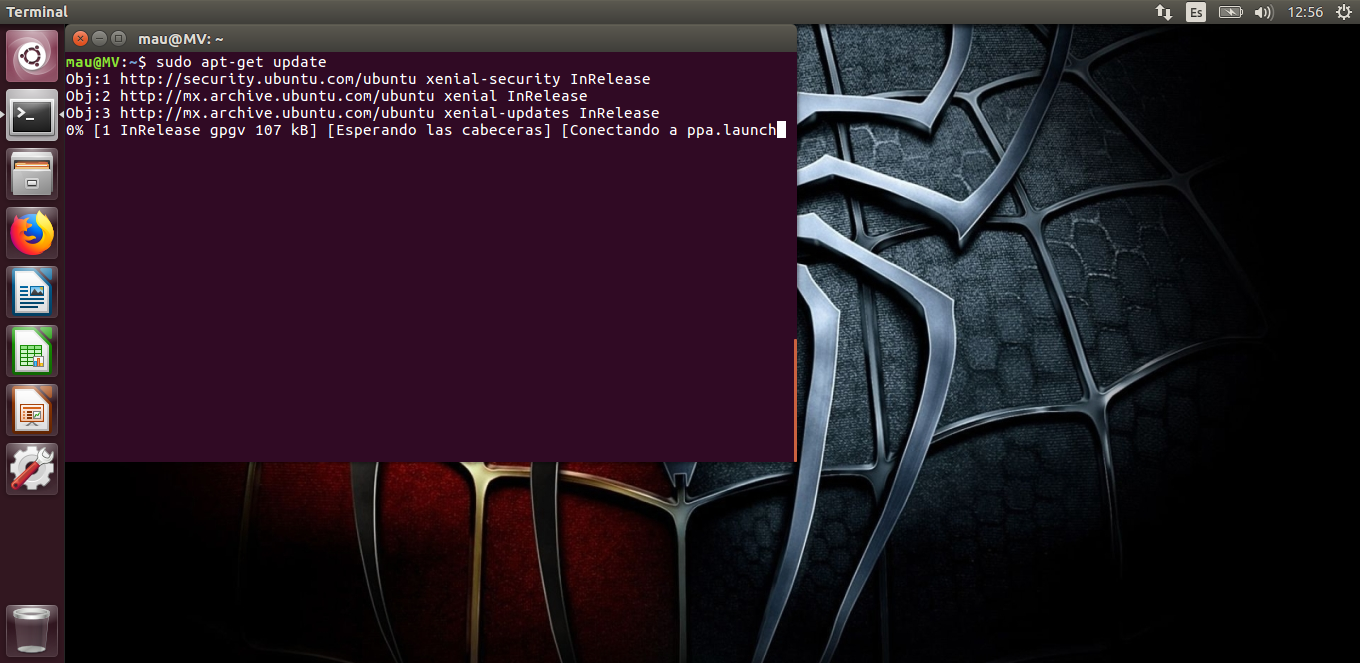 Terminal
Es
12:56
mau@MV: ~
mau@MV:~$ sudo apt-get update
Obj:1 http://security.ubuntu.com/ubuntu xenial-security InRelease
Obj:2 http://mx.archive.ubuntu.com/ubuntu xenial InRelease
Obj:3 http://mx.archive.ubuntu.com/ubuntu xenial-updates InRelease
0% [1 InRelease gpgv 107 kB] [Esperando las cabeceras] [Conectando a ppa.launch